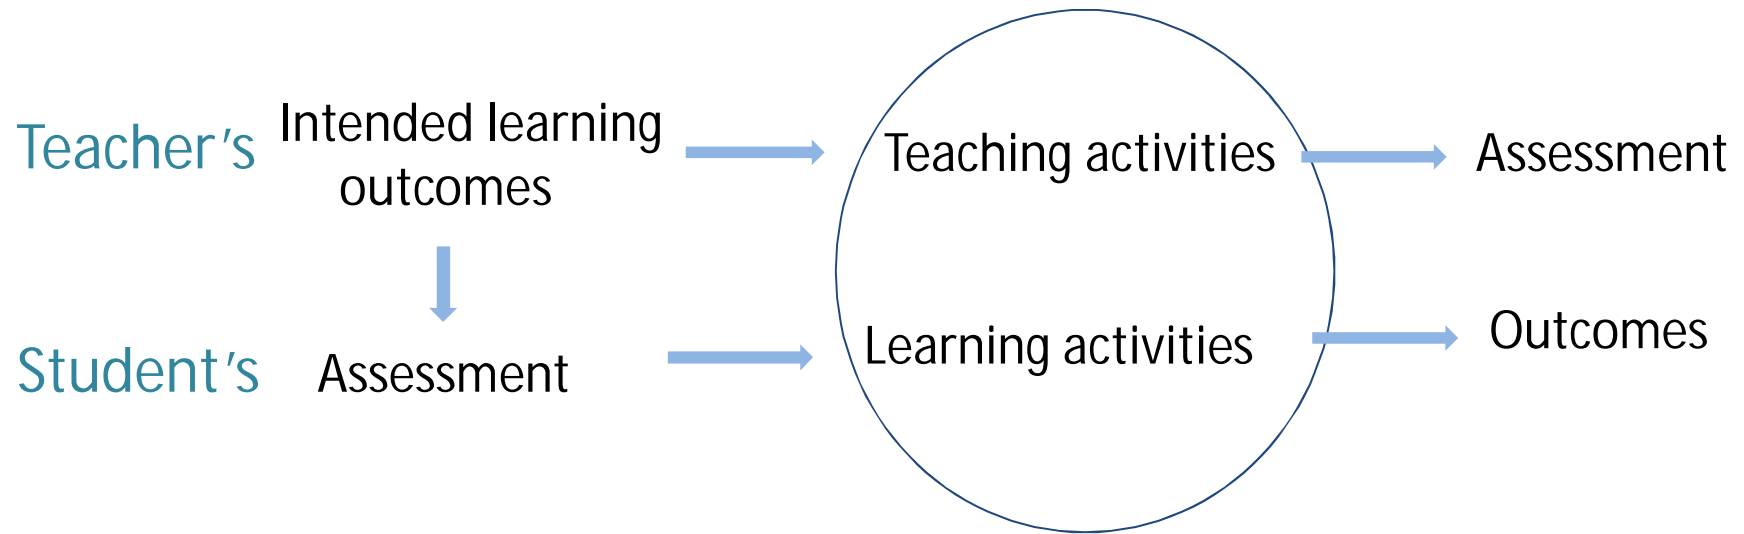 Teacher's
Intended learning
outcomes
Teaching activities
Assessment
Student's
Assessment
Learning activities
Outcomes